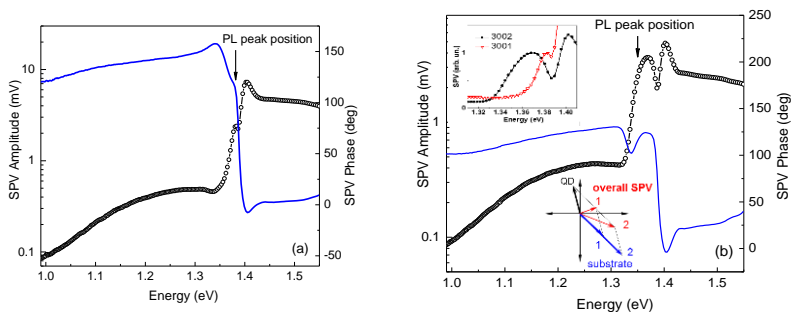 PL peak position
SPV Amplitude (mV)
10
1
0.1
150
100
50
0
-50
SPV Phase (deg)
(a)
1.0 1.1 1.2 1.3 1.4 1.5
Energy (eV)
PL peak position
SPV Amplitude (mV)
10
1
0.1
250
200
150
100
50
0
SPV Phase (deg)
3002
3001
SPV (arb. un.)
1
0
1.32 1.34 1.36 1.38 1.40
Energy (eV)
QD
overall SPV
1
2
1
2
substrate
(b)
1.0 1.1 1.2 1.3 1.4 1.5
Energy (eV)